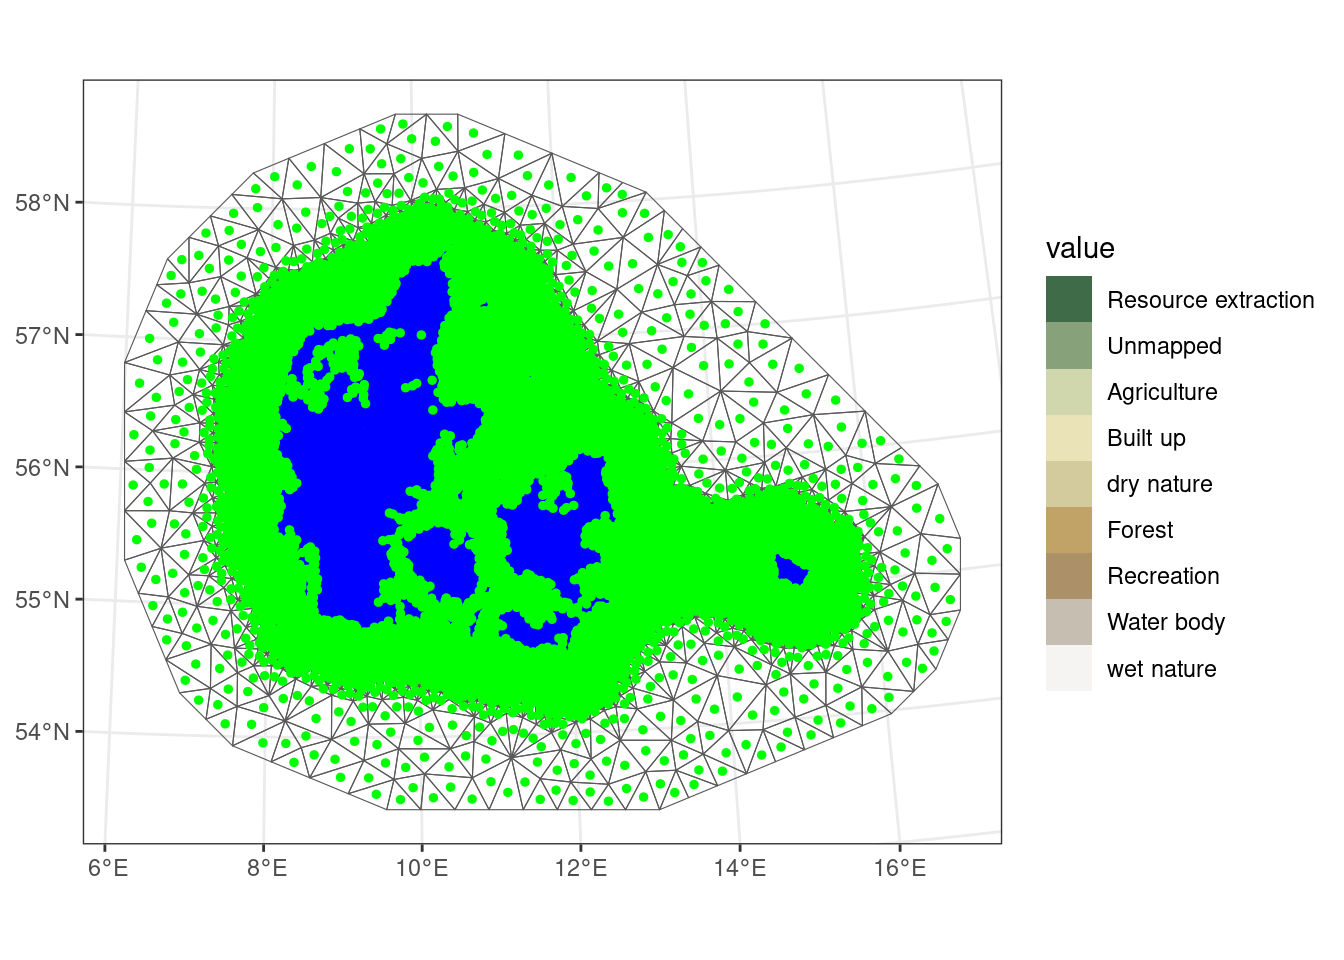 58°N
57°N
56°N
55°N
54°N
6°E 8°E 10°E 12°E 14°E 16°E
value
Resource extraction
Unmapped
Agriculture
Built up
dry nature
Forest
Recreation
Water body
wet nature